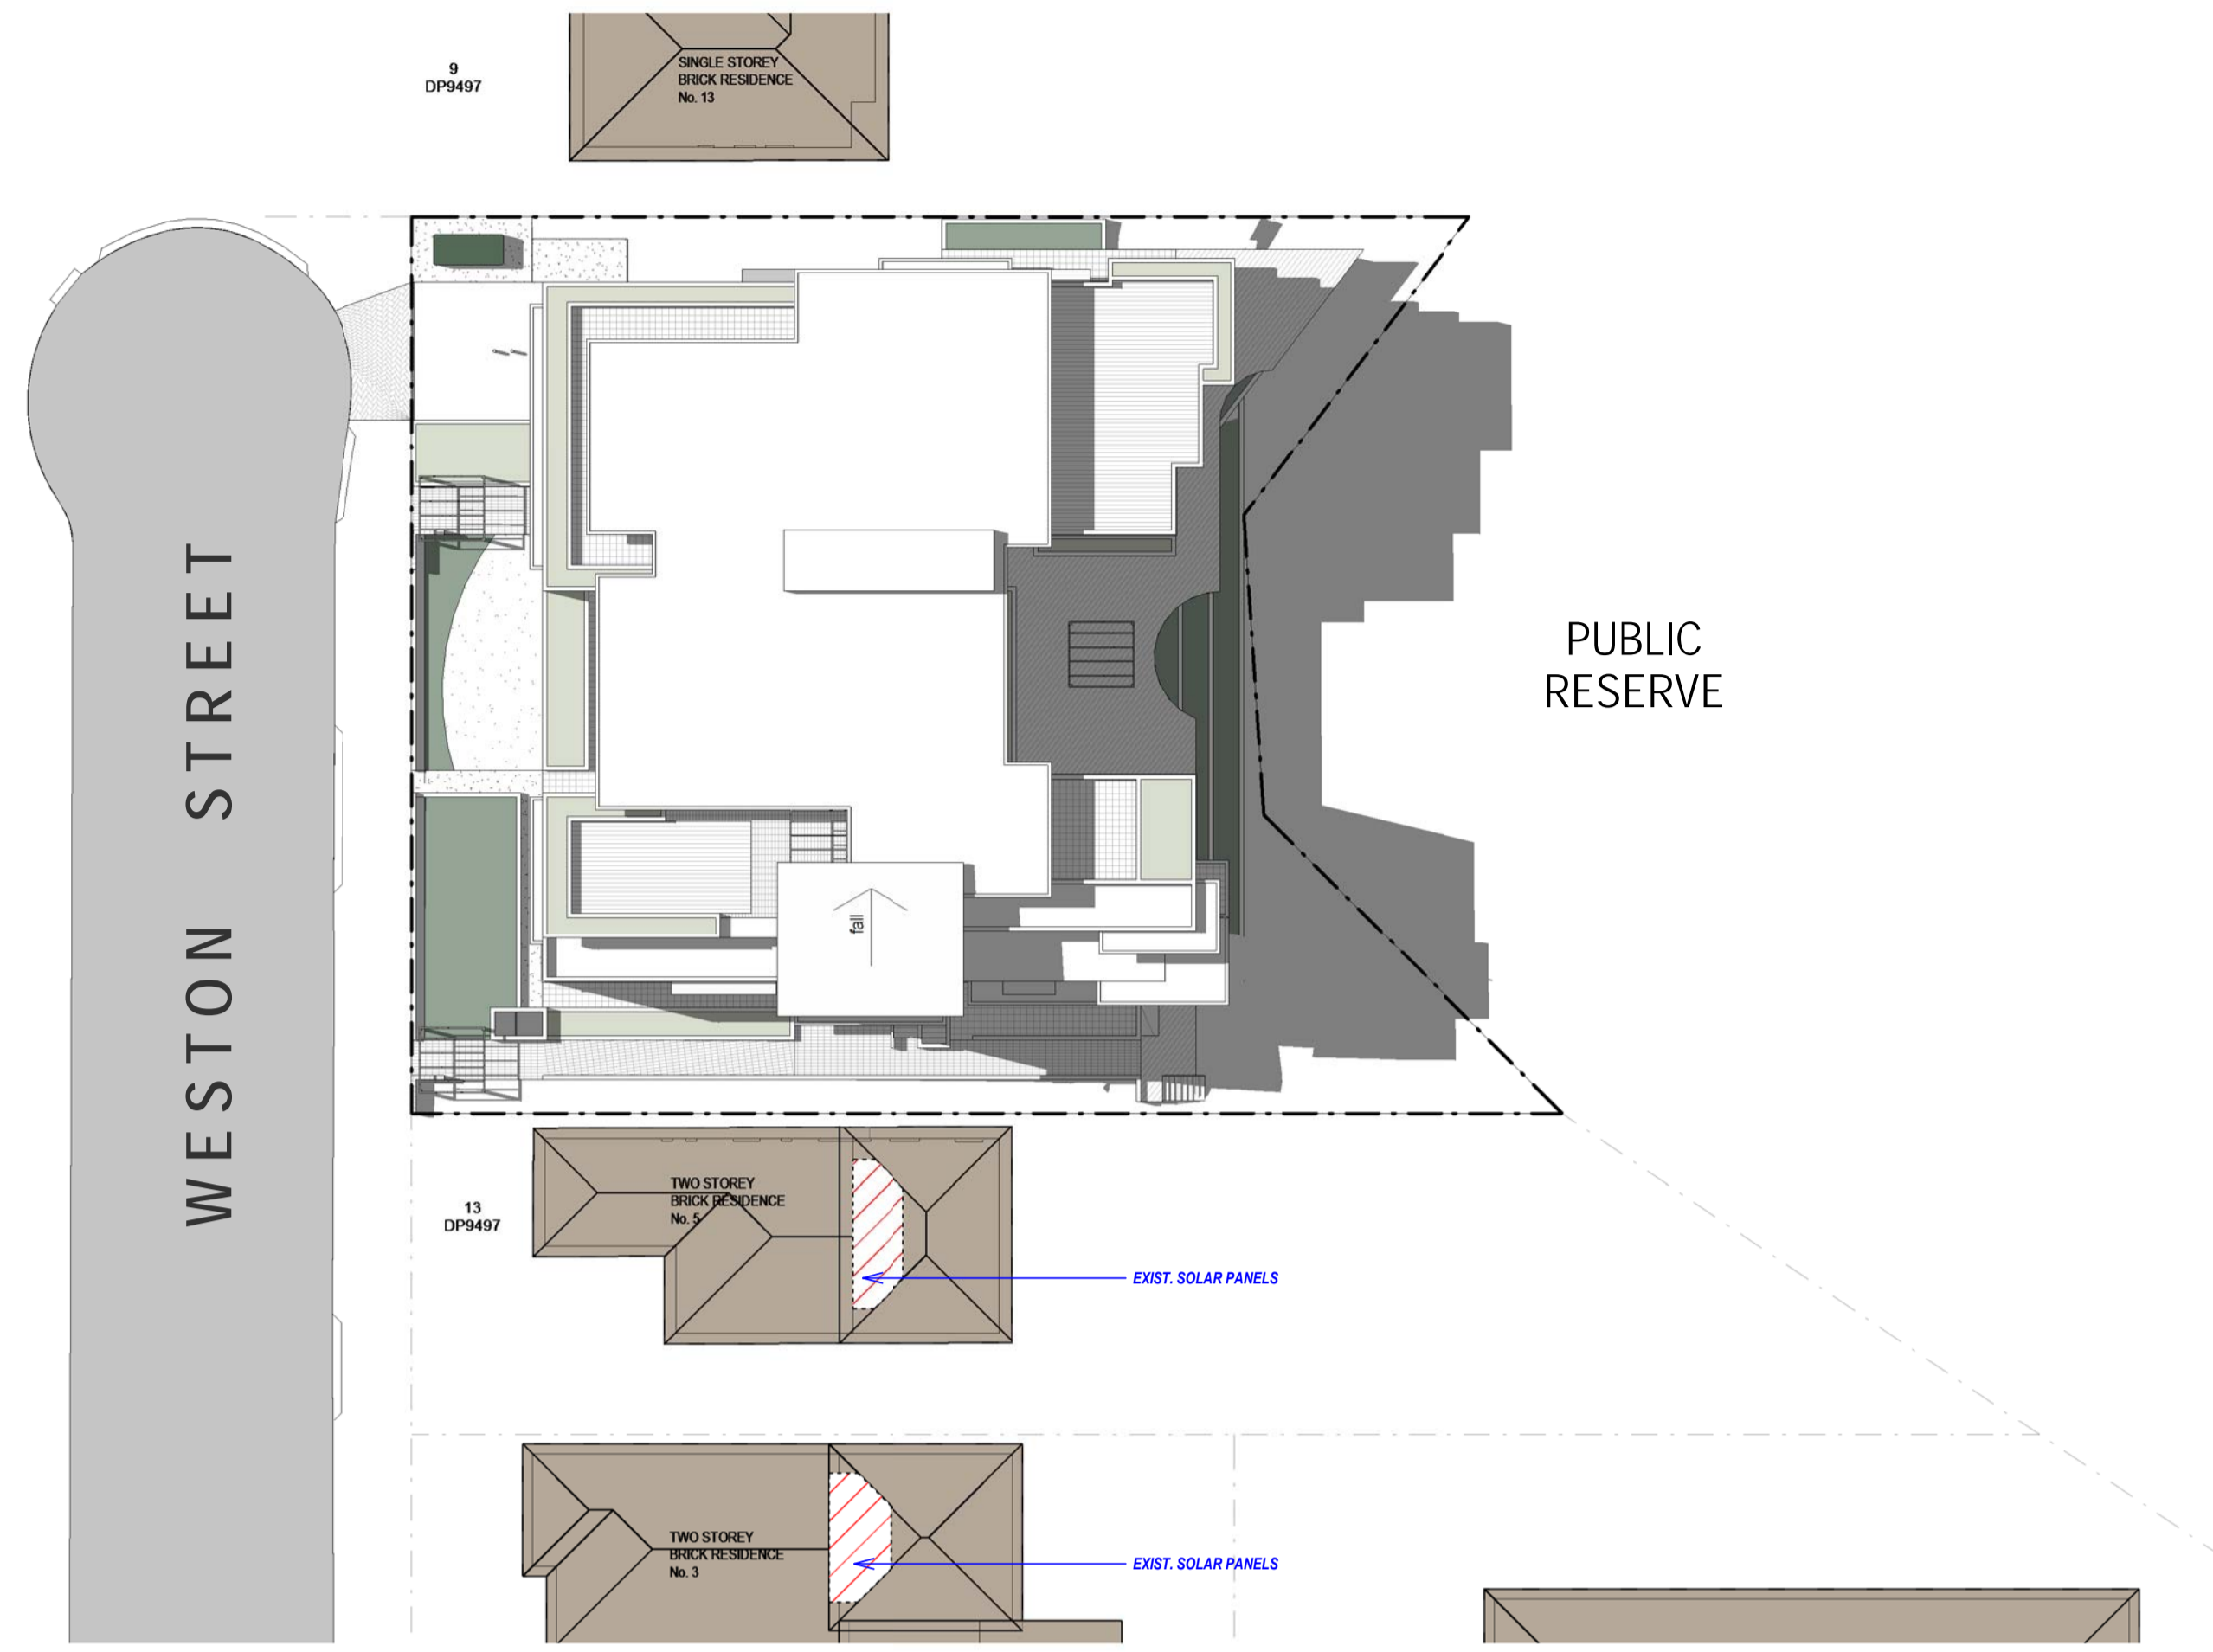 SINGLE STOREY
BRICK RESIDENCE
No. 13
9
DP9497
WESTON STREET
PUBLIC
RESERVE
fall
TWO STOREY
BRICK RESIDENCE
No. 5
13
DP9497
EXIST. SOLAR PANELS
TWO STOREY
BRICK RESIDENCE
No. 3
EXIST. SOLAR PANELS